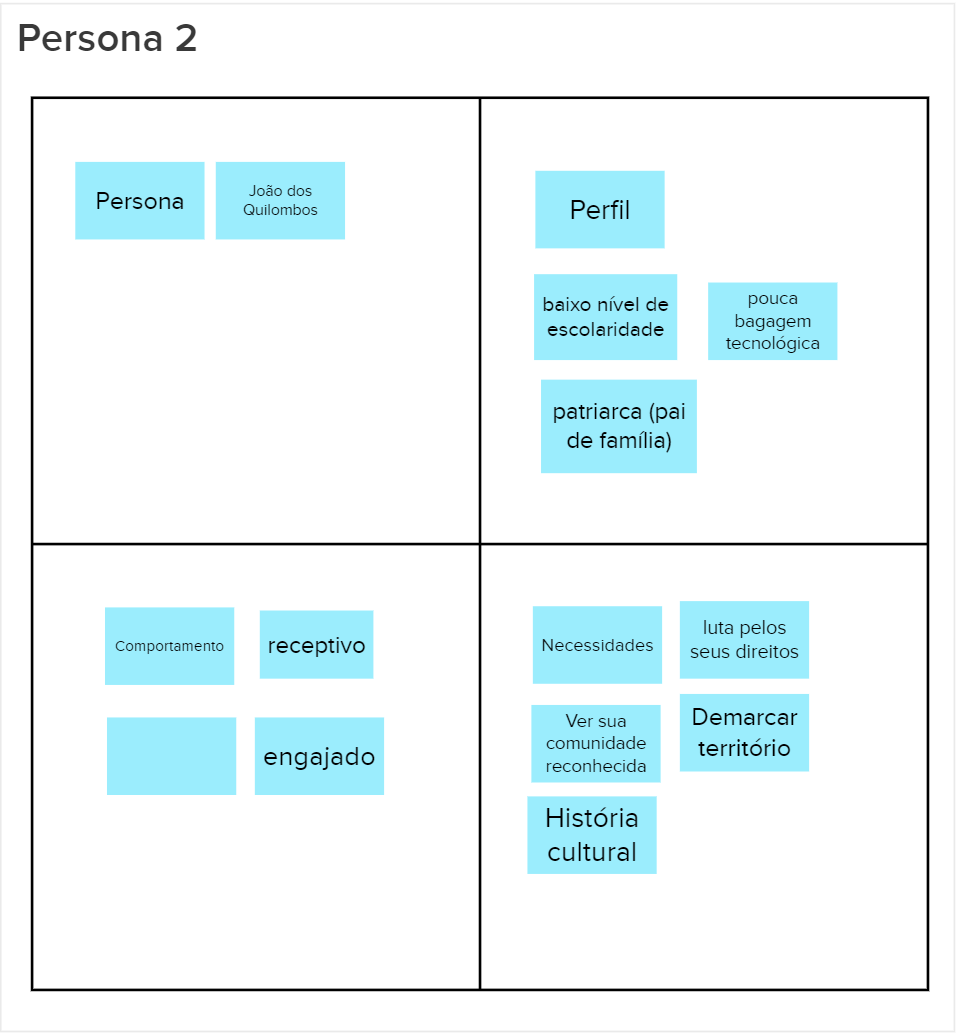 Persona 2
Persona
João dos
Quilombos
Perfil
baixo nível de
escolaridade
pouca
bagagem
tecnológica
patriarca (pai
de família)
Comportamento
receptivo
engajado
Necessidades
luta pelos
seus direitos
Ver sua
comunidade
reconhecida
Demarcar
território
História
cultural